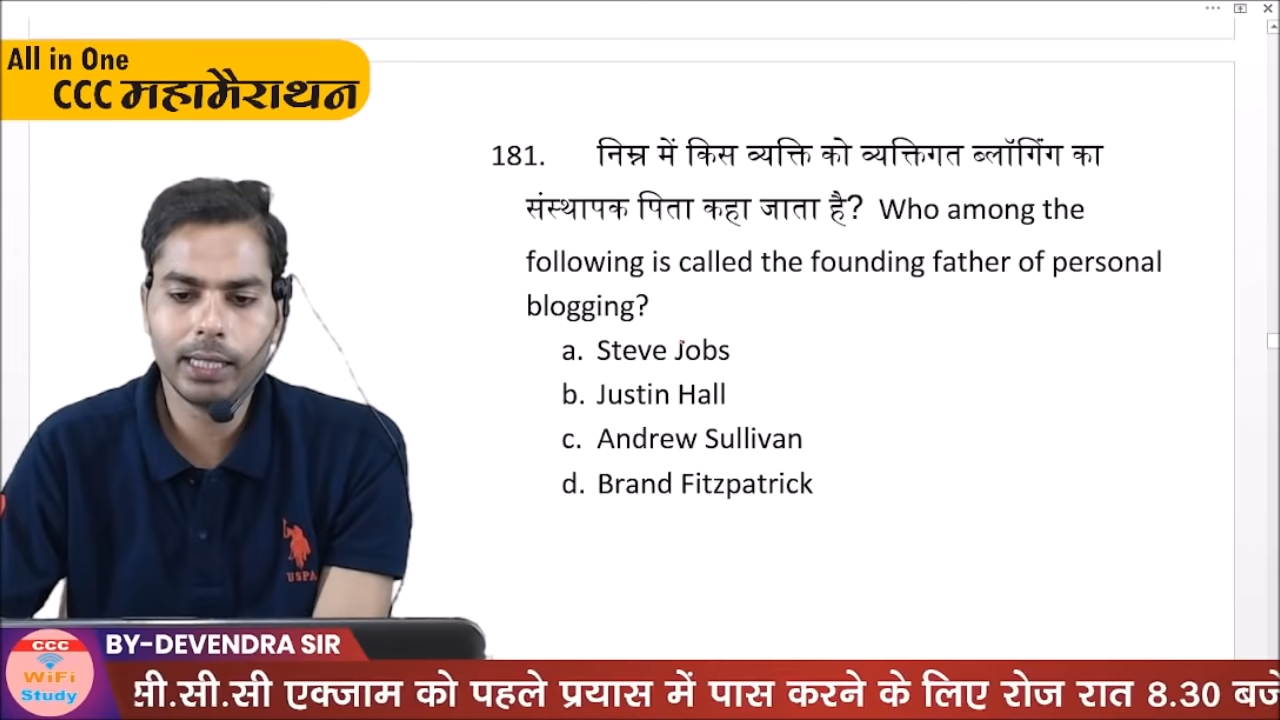 All in One
CCC महामैराथन
181. निम्न में किस व्यक्ति को व्यक्तिगत ब्लॉगिंग का
संस्थापक पिता कहा जाता है? Who among the
following is called the founding father of personal
blogging?
a. Steve Jobs
b. Justin Hall
c. Andrew Sullivan
d. Brand Fitzpatrick
USPA
CCC
WiFi
Study
BY-DEVENDRA SIR
सी.सी.सी एक्जाम को पहले प्रयास में पास करने के लिए रोज रात 8.30 बजे